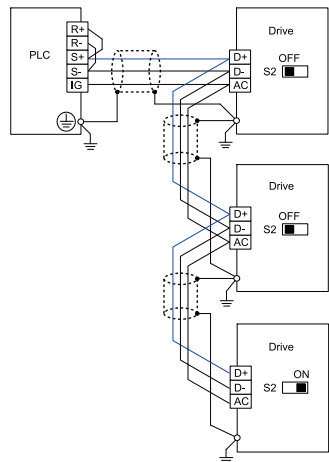 PLC
R+
R-
S+
S-
IG
Drive
D+
D-
AC
OFF
S2
Drive
D+
D-
AC
OFF
S2
Drive
D+
D-
AC
ON
S2